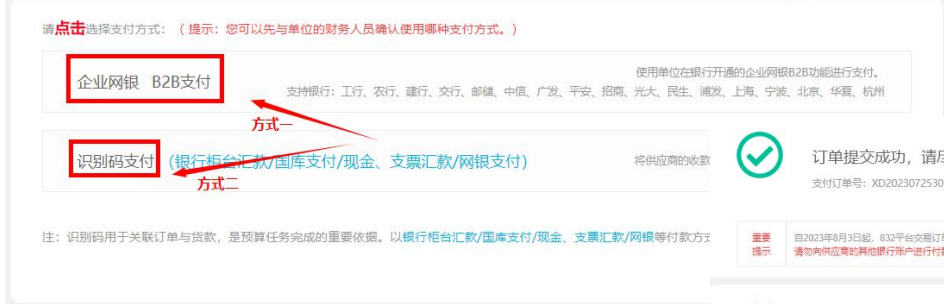 请点击选择支付方式：（提示：您可以先与单位的财务人员确认使用哪种支付方式。）
企业网银 B2B支付
使用单位在银行开通的企业网银B2B功能进行支付。
支持银行：工行、农行、建行、交行、邮储、中信、广发、平安、招商、光大、民生、浦发、上海、宁波、北京、华夏、杭州
方式一
识别码支付（银行柜台汇款/国库支付/现金、支票汇款/网银支付）
将供应商的收款
方式二
订单提交成功，请尽
支付订单号：XD2023072530
注：识别码用于关联订单与货款，是预算任务完成的重要依据。以银行柜台汇款/国库支付/现金、支票汇款/网银等付款方式
重要
提示
自2023年8月3日起，832平台交易订单
请勿向供应商的其他银行账户进行付款